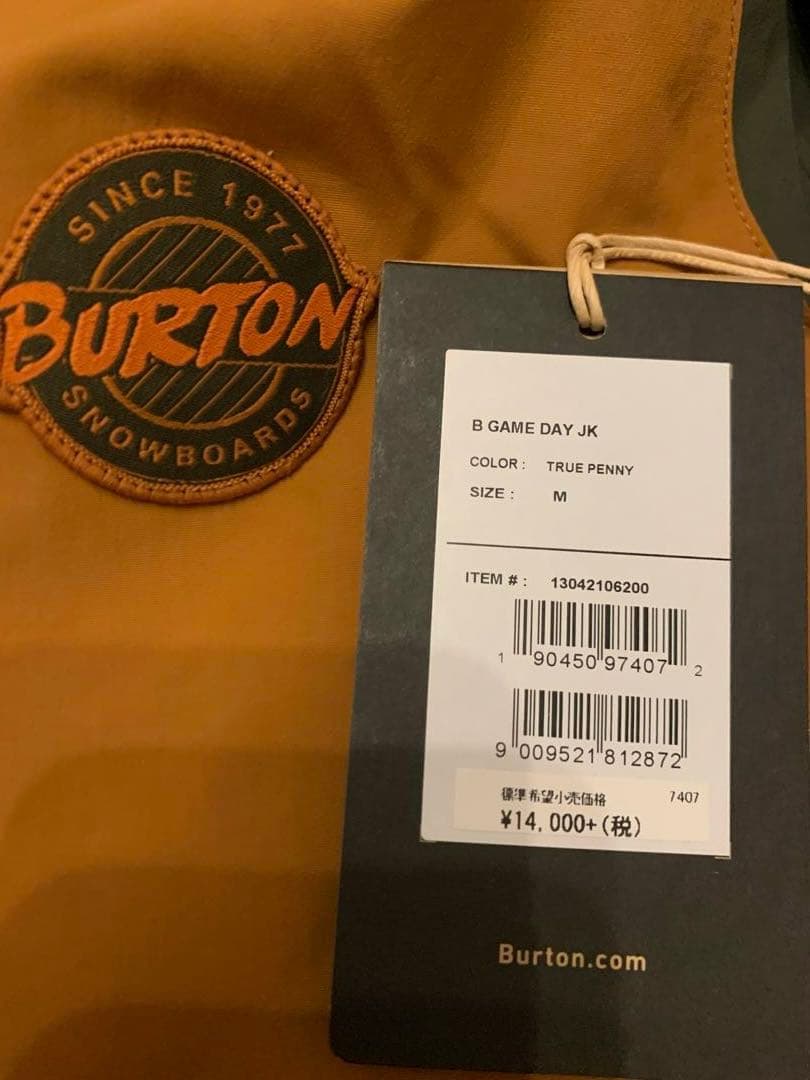 SINCE 1977
BURTON
SNOWBOARDS
B GAME DAY JK
COLOR : TRUE PENNY
SIZE : M
ITEM # : 13042106200
1 90450 97407 2
9 009521 812872
標準希望小売価格 7407
¥14,000+(税)
Burton.com